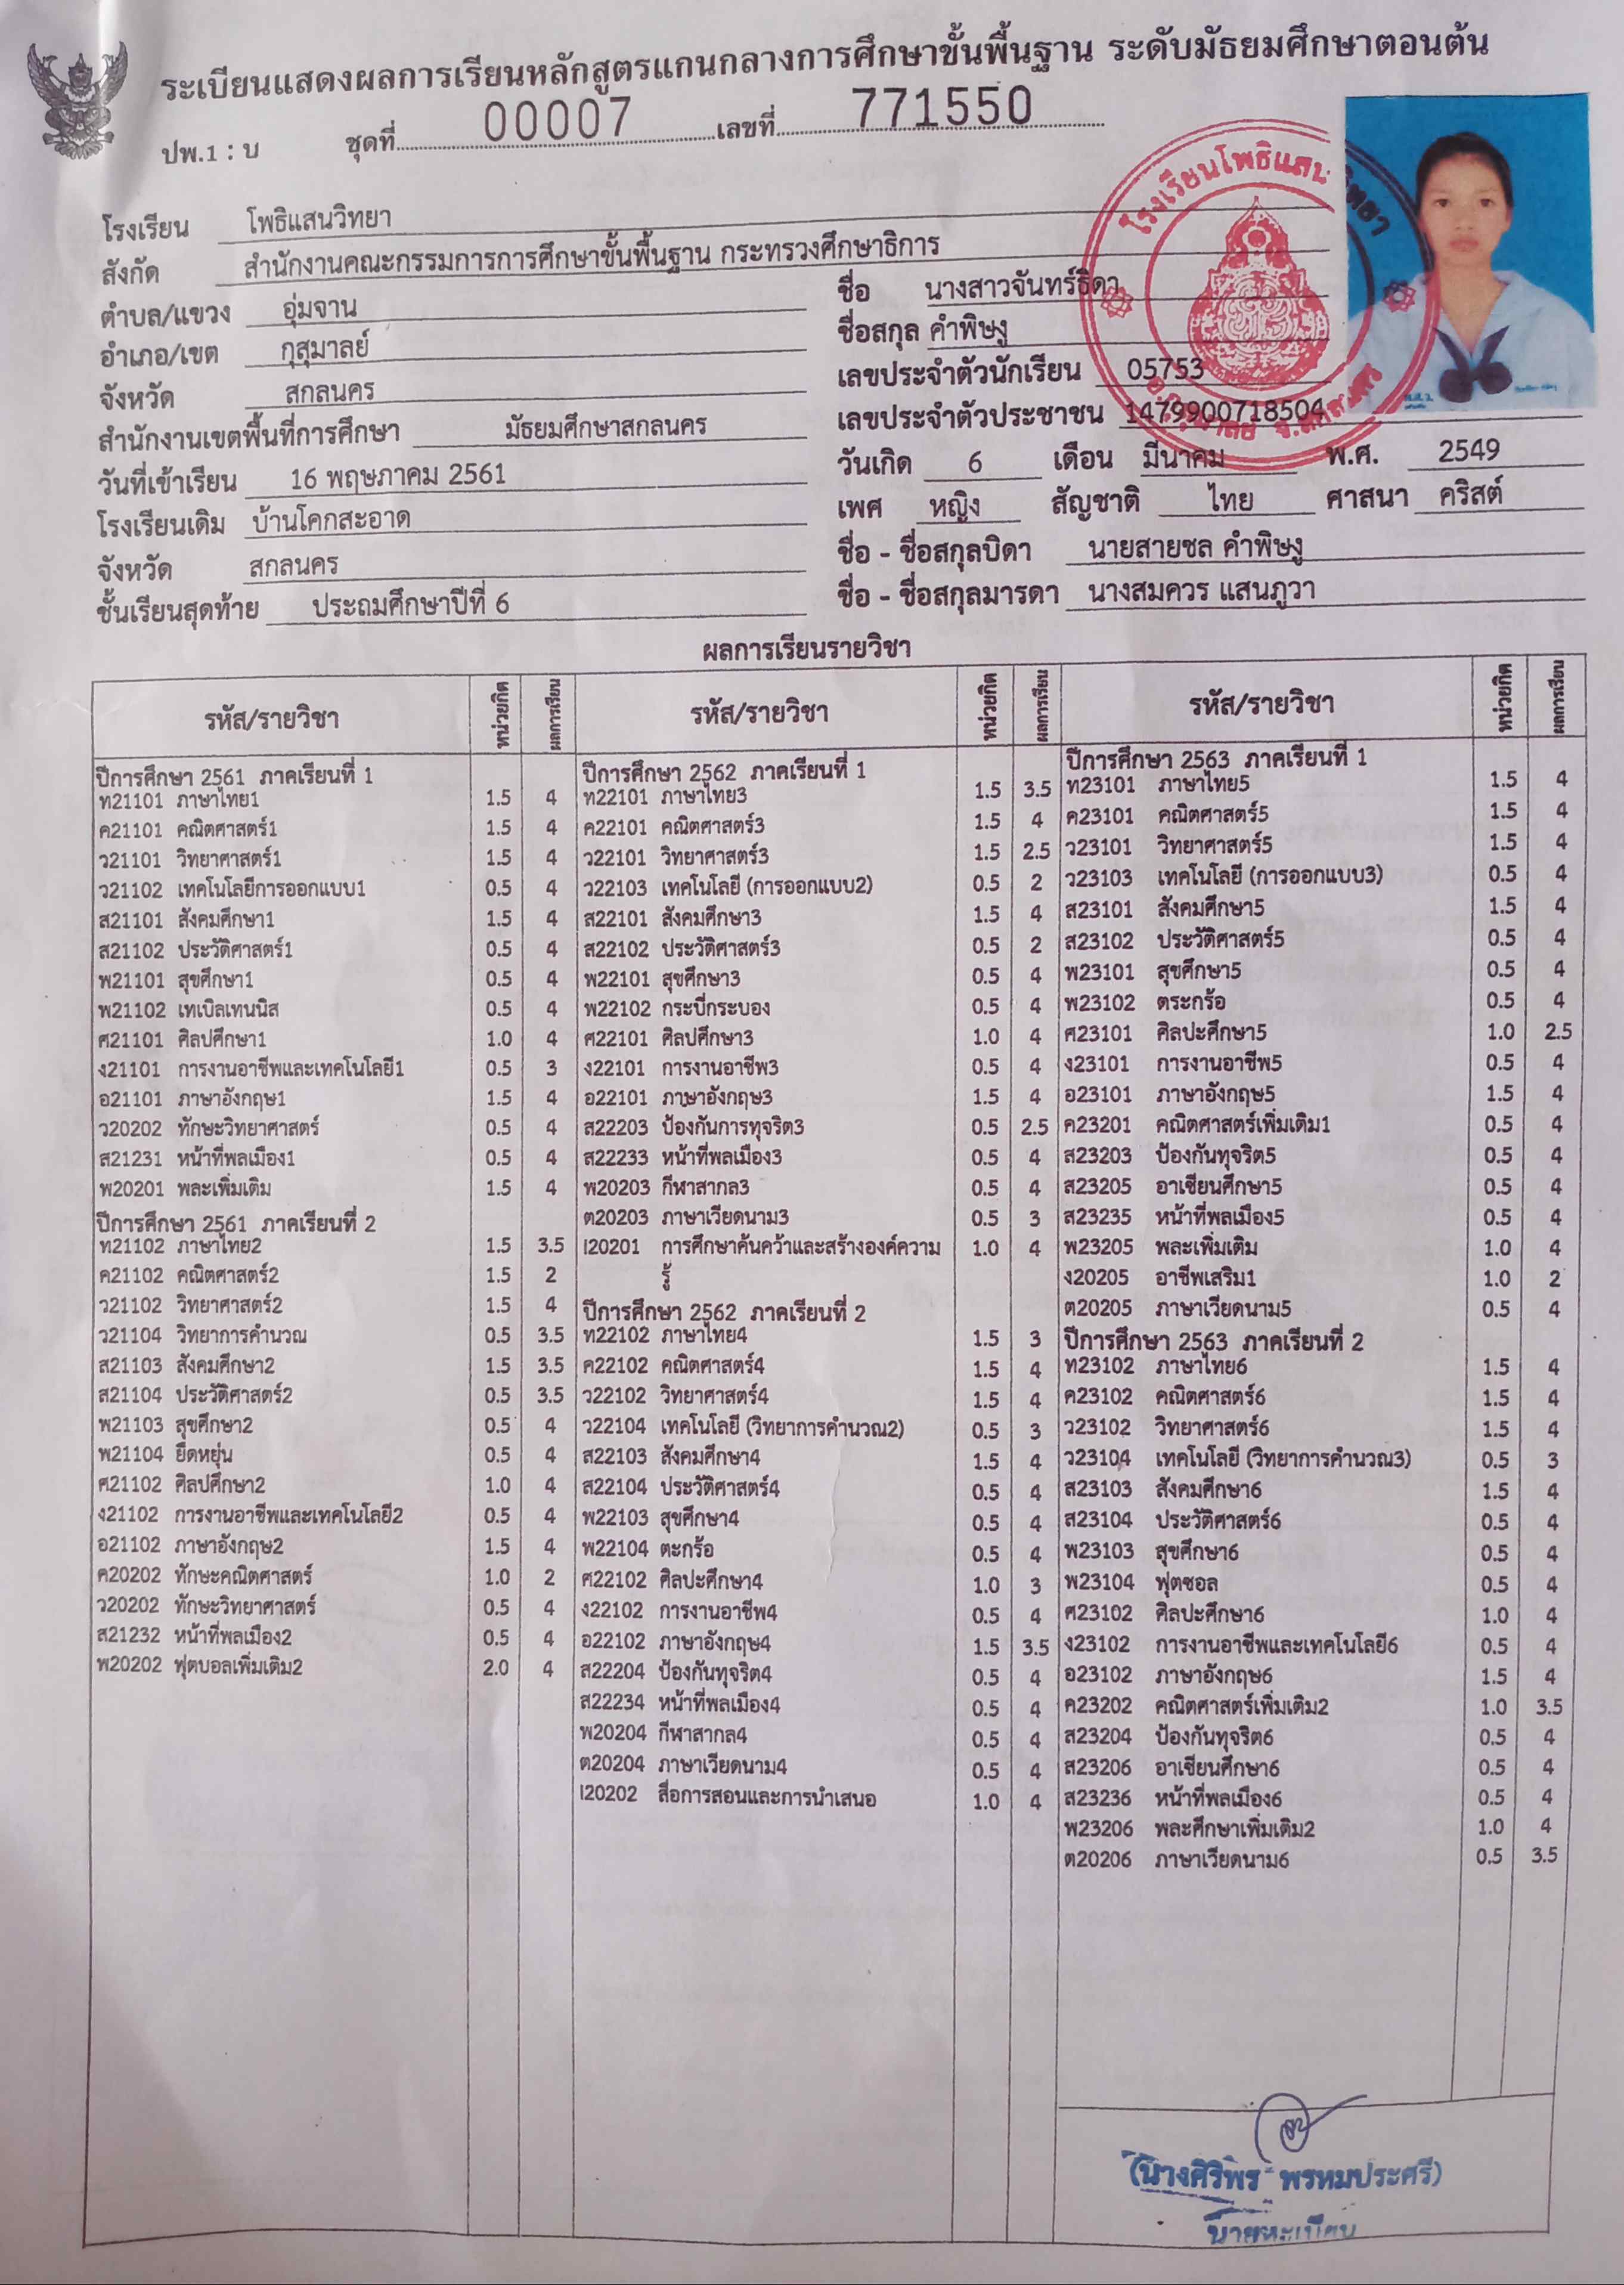 ระเบียนแสดงผลการเรียนหลักสูตรแกนกลางการศึกษาขั้นพื้นฐาน ระดับมัธยมศึกษาตอนต้น
ปพ.1 : บ ชุดที่ 00007 เลขที่ 771550
โรงเรียน โพธิแสนวิทยา
สังกัด สำนักงานคณะกรรมการการศึกษาขั้นพื้นฐาน กระทรวงศึกษาธิการ
ตำบล/แขวง อุ่มจาน
อำเภอ/เขต กุสุมาลย์
จังหวัด สกลนคร
สำนักงานเขตพื้นที่การศึกษา มัธยมศึกษาสกลนคร
วันที่เข้าเรียน 16 พฤษภาคม 2561
โรงเรียนเดิม บ้านโคกสะอาด
จังหวัด สกลนคร
ชั้นเรียนสุดท้าย ประถมศึกษาปีที่ 6
ชื่อ นางสาวจันทร์ธิดา
ชื่อสกุล คำพิษงู
เลขประจำตัวนักเรียน 05753
เลขประจำตัวประชาชน 1479900718504
วันเกิด 6 เดือน มีนาคม พ.ศ. 2549
เพศ หญิง สัญชาติ ไทย ศาสนา คริสต์
ชื่อ - ชื่อสกุลบิดา นายสายชล คำพิษงู
ชื่อ - ชื่อสกุลมารดา นางสมควร แสนภูวา
ผลการเรียนรายวิชา
รหัส/รายวิชา หน่วยกิต ผลการเรียน
ปีการศึกษา 2561 ภาคเรียนที่ 1
ท21101 ภาษาไทย1 1.5 4
ค21101 คณิตศาสตร์1 1.5 4
ว21101 วิทยาศาสตร์1 1.5 4
ว21102 เทคโนโลยีการออกแบบ1 0.5 4
ส21101 สังคมศึกษา1 1.5 4
ส21102 ประวัติศาสตร์1 0.5 4
พ21101 สุขศึกษา1 0.5 4
พ21102 เทเบิลเทนนิส 0.5 4
ศ21101 ศิลปศึกษา1 1.0 4
ง21101 การงานอาชีพและเทคโนโลยี1 0.5 3
อ21101 ภาษาอังกฤษ1 1.5 4
ว20202 ทักษะวิทยาศาสตร์ 0.5 4
ส21231 หน้าที่พลเมือง1 0.5 4
พ20201 พละเพิ่มเติม 1.5 4
ปีการศึกษา 2561 ภาคเรียนที่ 2
ท21102 ภาษาไทย2 1.5 3.5
ค21102 คณิตศาสตร์2 1.5 2
ว21102 วิทยาศาสตร์2 1.5 4
ว21104 วิทยาการคำนวณ 0.5 3.5
ส21103 สังคมศึกษา2 1.5 3.5
ส21104 ประวัติศาสตร์2 0.5 3.5
พ21103 สุขศึกษา2 0.5 4
พ21104 ยืดหยุ่น 0.5 4
ศ21102 ศิลปศึกษา2 1.0 4
ง21102 การงานอาชีพและเทคโนโลยี2 0.5 4
อ21102 ภาษาอังกฤษ2 1.5 4
ค20202 ทักษะคณิตศาสตร์ 1.0 2
ว20202 ทักษะวิทยาศาสตร์ 0.5 4
ส21232 หน้าที่พลเมือง2 0.5 4
พ20202 ฟุตบอลเพิ่มเติม2 2.0 4
รหัส/รายวิชา หน่วยกิต ผลการเรียน
ปีการศึกษา 2562 ภาคเรียนที่ 1
ท22101 ภาษาไทย3 1.5 3.5
ค22101 คณิตศาสตร์3 1.5 4
ว22101 วิทยาศาสตร์3 1.5 2.5
ว22103 เทคโนโลยี (การออกแบบ2) 0.5 2
ส22101 สังคมศึกษา3 1.5 4
ส22102 ประวัติศาสตร์3 0.5 2
พ22101 สุขศึกษา3 0.5 4
พ22102 กระบี่กระบอง 0.5 4
ศ22101 ศิลปศึกษา3 1.0 4
ง22101 การงานอาชีพ3 0.5 4
อ22101 ภาษาอังกฤษ3 1.5 4
ส22203 ป้องกันการทุจริต3 0.5 2.5
ส22233 หน้าที่พลเมือง3 0.5 4
พ20203 กีฬาสากล3 0.5 4
ต20203 ภาษาเวียดนาม3 0.5 3
I20201 การศึกษาค้นคว้าและสร้างองค์ความ 1.0 4
รู้
ปีการศึกษา 2562 ภาคเรียนที่ 2
ท22102 ภาษาไทย4 1.5 3
ค22102 คณิตศาสตร์4 1.5 4
ว22102 วิทยาศาสตร์4 1.5 4
ว22104 เทคโนโลยี (วิทยาการคำนวณ2) 0.5 3
ส22103 สังคมศึกษา4 1.5 4
ส22104 ประวัติศาสตร์4 0.5 4
พ22103 สุขศึกษา4 0.5 4
พ22104 ตะกร้อ 0.5 4
ศ22102 ศิลปะศึกษา4 1.0 3
ง22102 การงานอาชีพ4 0.5 4
อ22102 ภาษาอังกฤษ4 1.5 3.5
ส22204 ป้องกันทุจริต4 0.5 4
ส22234 หน้าที่พลเมือง4 0.5 4
พ20204 กีฬาสากล4 0.5 4
ต20204 ภาษาเวียดนาม4 0.5 4
I20202 สื่อการสอนและการนำเสนอ 1.0 4
รหัส/รายวิชา หน่วยกิต ผลการเรียน
ปีการศึกษา 2563 ภาคเรียนที่ 1
ท23101 ภาษาไทย5 1.5 4
ค23101 คณิตศาสตร์5 1.5 4
ว23101 วิทยาศาสตร์5 1.5 4
ว23103 เทคโนโลยี (การออกแบบ3) 0.5 4
ส23101 สังคมศึกษา5 1.5 4
ส23102 ประวัติศาสตร์5 0.5 4
พ23101 สุขศึกษา5 0.5 4
พ23102 ตระกร้อ 0.5 4
ศ23101 ศิลปะศึกษา5 1.0 2.5
ง23101 การงานอาชีพ5 0.5 4
อ23101 ภาษาอังกฤษ5 1.5 4
ค23201 คณิตศาสตร์เพิ่มเติม1 0.5 4
ส23203 ป้องกันทุจริต5 0.5 4
ส23205 อาเซียนศึกษา5 0.5 4
ส23235 หน้าที่พลเมือง5 0.5 4
พ23205 พละเพิ่มเติม 1.0 4
ง20205 อาชีพเสริม1 1.0 2
ต20205 ภาษาเวียดนาม5 0.5 4
ปีการศึกษา 2563 ภาคเรียนที่ 2
ท23102 ภาษาไทย6 1.5 4
ค23102 คณิตศาสตร์6 1.5 4
ว23102 วิทยาศาสตร์6 1.5 4
ว23104 เทคโนโลยี (วิทยาการคำนวณ3) 0.5 3
ส23103 สังคมศึกษา6 1.5 4
ส23104 ประวัติศาสตร์6 0.5 4
พ23103 สุขศึกษา6 0.5 4
พ23104 ฟุตซอล 0.5 4
ศ23102 ศิลปะศึกษา6 1.0 4
ง23102 การงานอาชีพและเทคโนโลยี6 0.5 4
อ23102 ภาษาอังกฤษ6 1.5 4
ค23202 คณิตศาสตร์เพิ่มเติม2 1.0 3.5
ส23204 ป้องกันทุจริต6 0.5 4
ส23206 อาเซียนศึกษา6 0.5 4
ส23236 หน้าที่พลเมือง6 0.5 4
พ23206 พละศึกษาเพิ่มเติม2 1.0 4
ต20206 ภาษาเวียดนาม6 0.5 3.5
(นางศิริพร พรหมประศรี)
นายทะเบียน